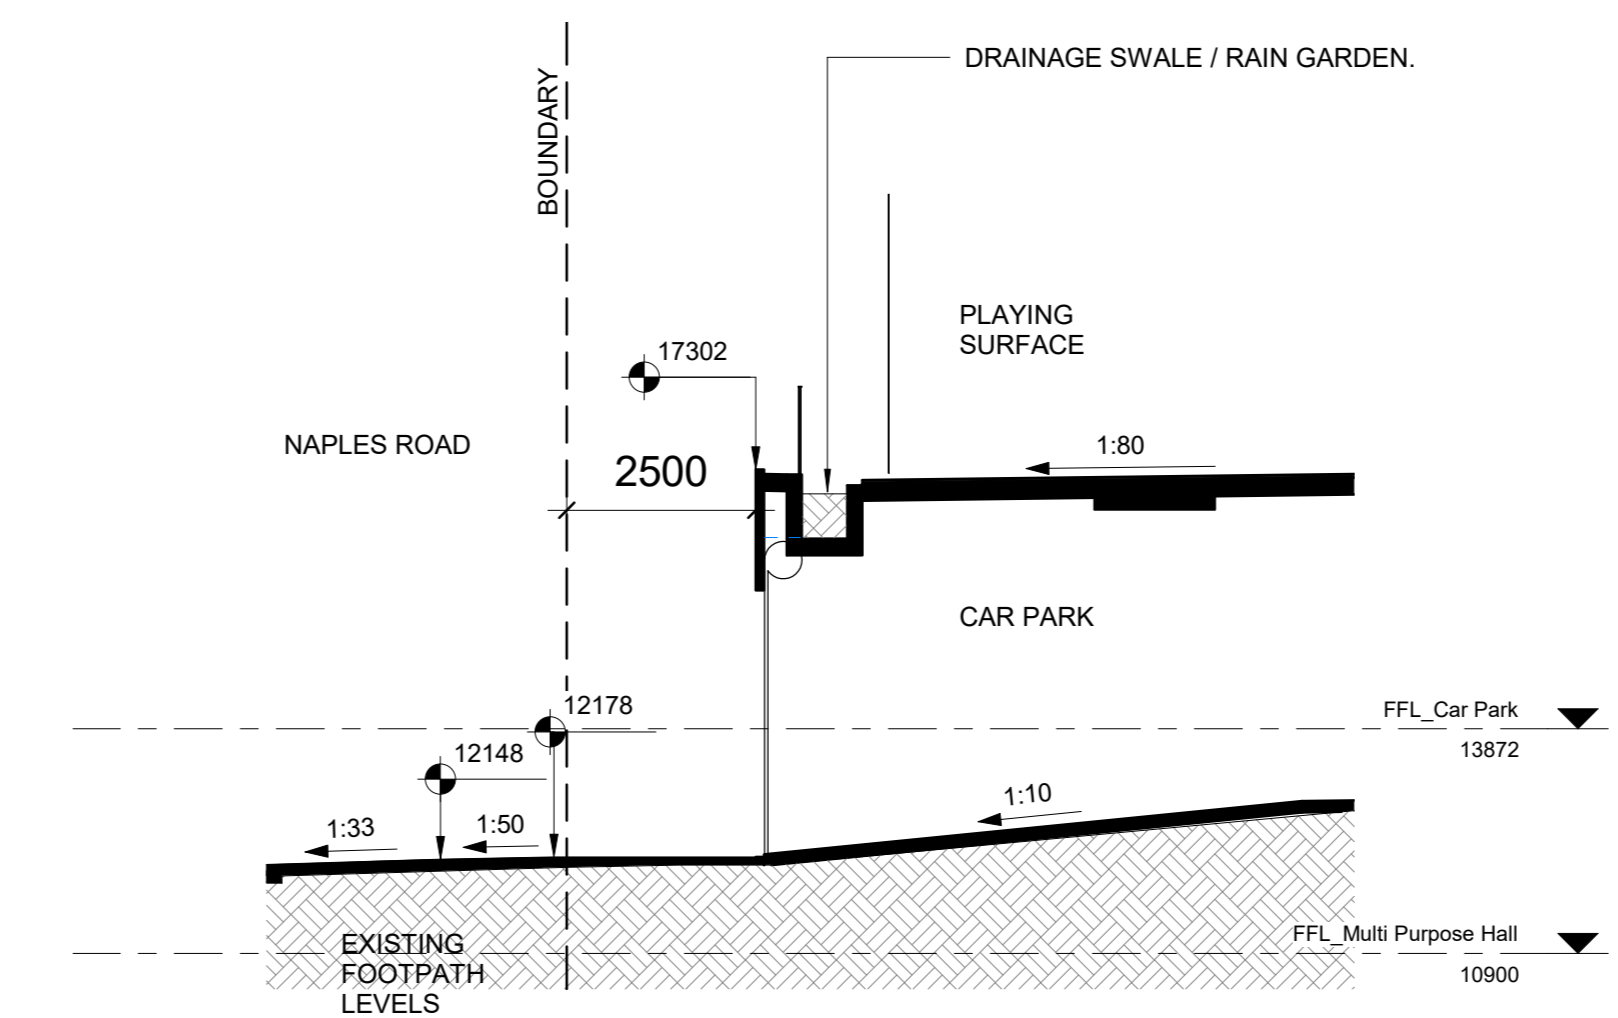 DRAINAGE SWALE / RAIN GARDEN.
BOUNDARY
PLAYING
SURFACE
17302
NAPLES ROAD
2500
1:80
CAR PARK
12178
FFL_Car Park
13872
12148
1:33
1:50
1:10
FFL_Multi Purpose Hall
10900
EXISTING
FOOTPATH
LEVELS